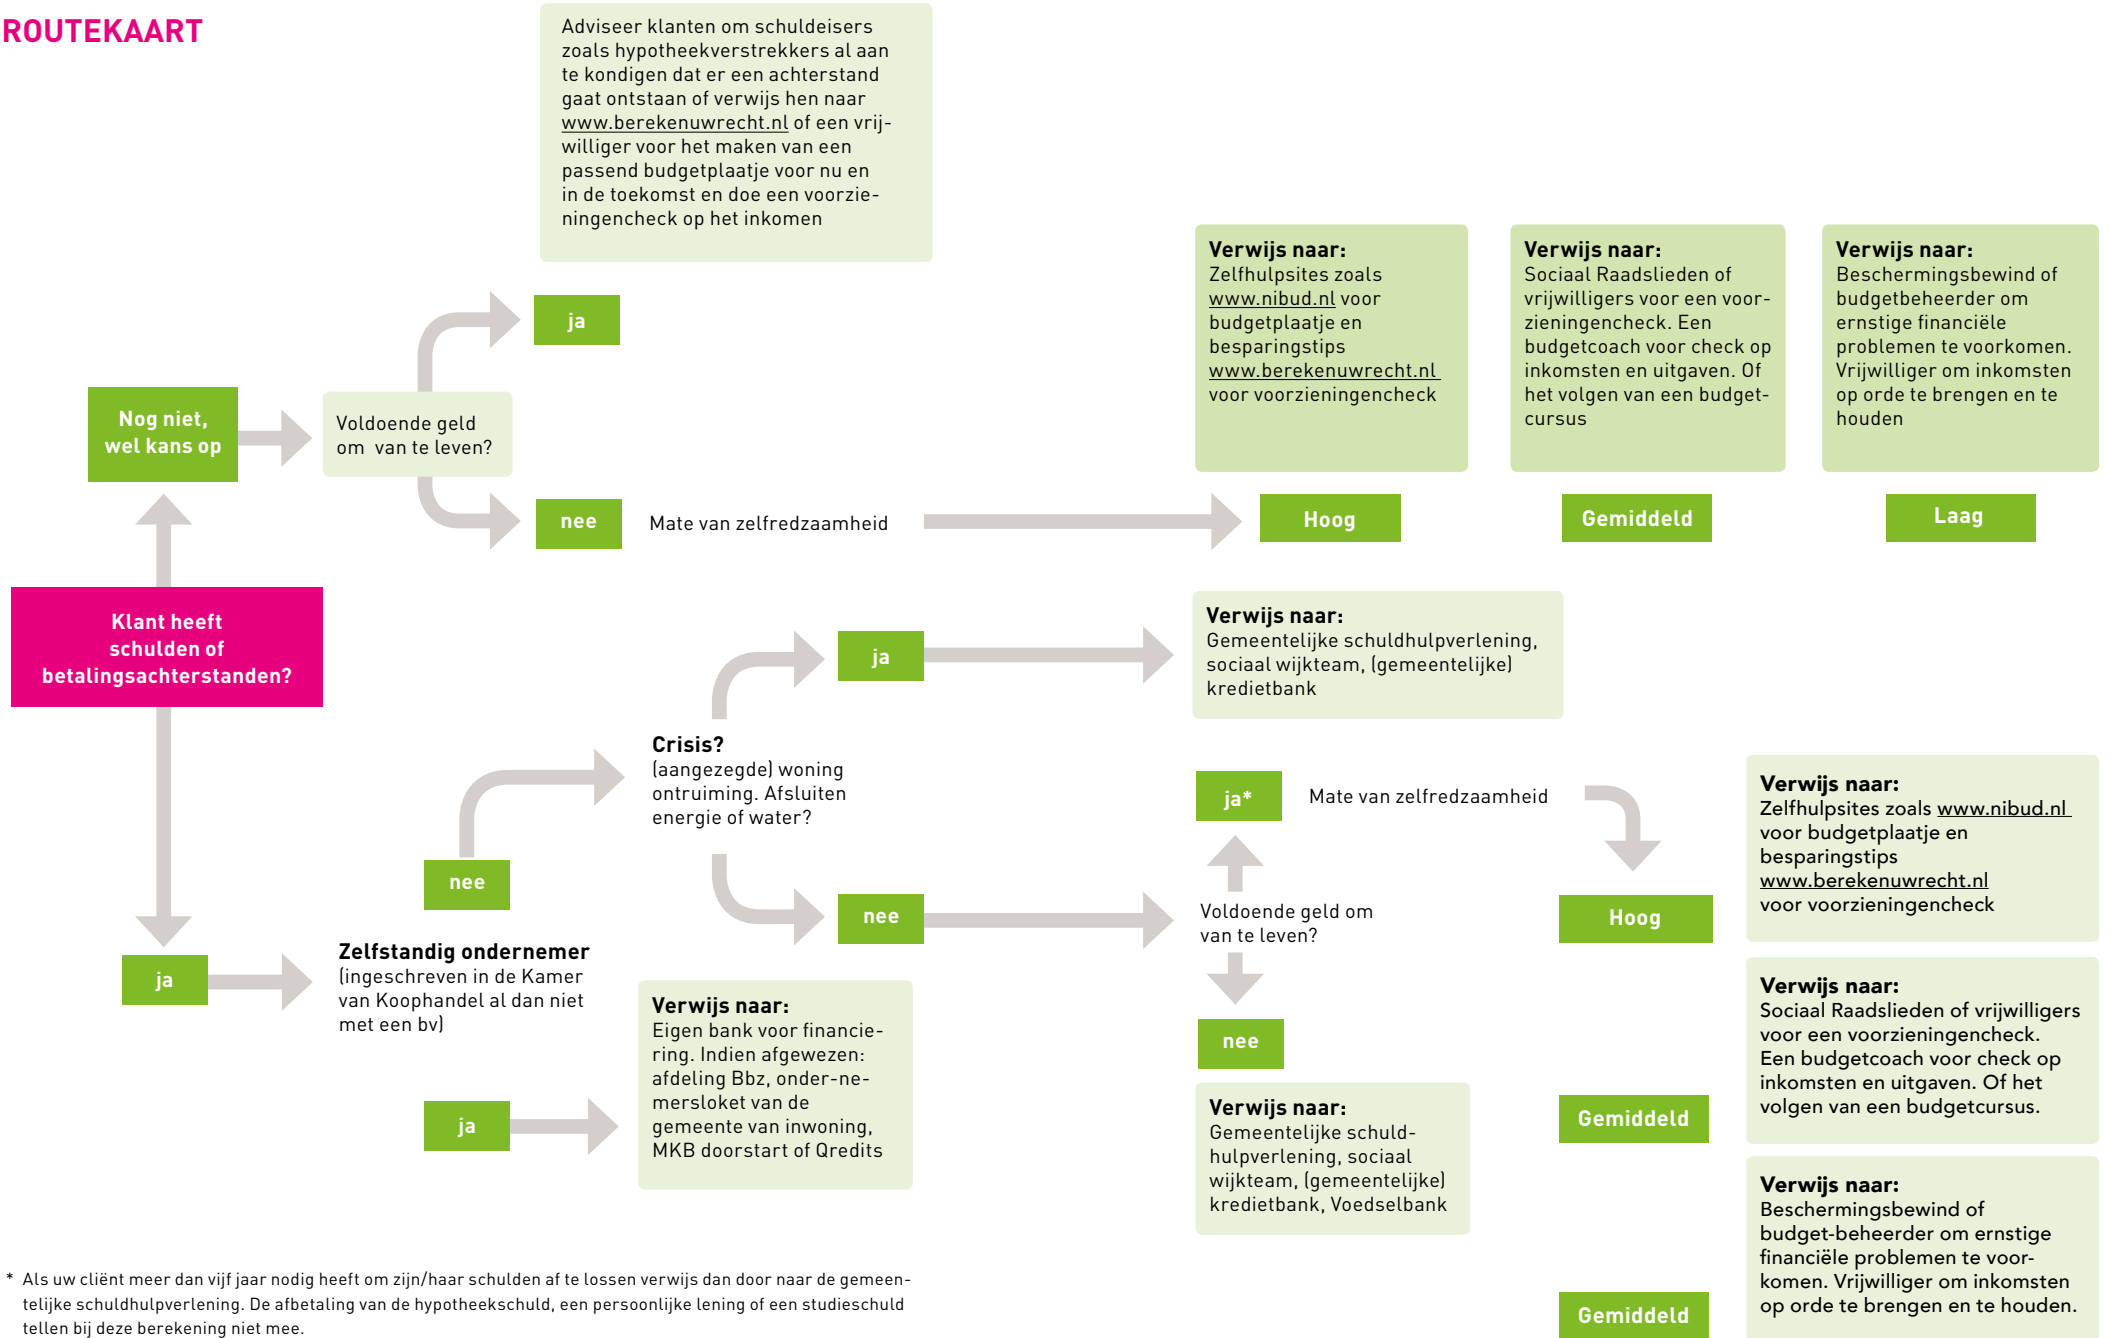 ROUTEKAART
Adviseer klanten om schuldeisers
zoals hypotheekverstrekkers al aan
te kondigen dat er een achterstand
gaat ontstaan of verwijs hen naar
www.berekenuwrecht.nl of een vrij-
williger voor het maken van een
passend budgetplaatje voor nu en
in de toekomst en doe een voorzie-
ningencheck op het inkomen
ja
Nog niet,
wel kans op
Voldoende geld
om van te leven?
nee
Mate van zelfredzaamheid
Verwijs naar:
Zelfhulpsites zoals
www.nibud.nl voor
budgetplaatje en
besparingstips
www.berekenuwrecht.nl
voor voorzieningencheck
Hoog
Verwijs naar:
Sociaal Raadslieden of
vrijwilligers voor een voor-
zieningencheck. Een
budgetcoach voor check op
inkomsten en uitgaven. Of
het volgen van een budget-
cursus
Gemiddeld
Verwijs naar:
Beschermingsbewind of
budgetbeheerder om
ernstige financiële
problemen te voorkomen.
Vrijwilliger om inkomsten
op orde te brengen en te
houden
Laag
Klant heeft
schulden of
betalingsachterstanden?
ja
Zelfstandig ondernemer
(ingeschreven in de Kamer
van Koophandel al dan niet
met een bv)
nee
Crisis?
(aangezegde) woning
ontruiming. Afsluiten
energie of water?
ja
Verwijs naar:
Gemeentelijke schuldhulpverlening,
sociaal wijkteam, (gemeentelijke)
kredietbank
nee
Voldoende geld om
van te leven?
ja*
Mate van zelfredzaamheid
Hoog
Verwijs naar:
Zelfhulpsites zoals www.nibud.nl
voor budgetplaatje en
besparingstips
www.berekenuwrecht.nl
voor voorzieningencheck
Gemiddeld
Verwijs naar:
Sociaal Raadslieden of vrijwilligers
voor een voorzieningencheck.
Een budgetcoach voor check op
inkomsten en uitgaven. Of het
volgen van een budgetcursus.
Gemiddeld
Verwijs naar:
Beschermingsbewind of
budget-beheerder om ernstige
financiële problemen te voor-
komen. Vrijwilliger om inkomsten
op orde te brengen en te houden.
nee
Verwijs naar:
Gemeentelijke schuld-
hulpverlening, sociaal
wijkteam, (gemeentelijke)
kredietbank, Voedselbank
ja
Verwijs naar:
Eigen bank voor financie-
ring. Indien afgewezen:
afdeling Bbz, onder-ne-
mersloket van de
gemeente van inwoning,
MKB doorstart of Qredits
* Als uw cliënt meer dan vijf jaar nodig heeft om zijn/haar schulden af te lossen verwijs dan door naar de gemeen-
telijke schuldhulpverlening. De afbetaling van de hypotheekschuld, een persoonlijke lening of een studieschuld
tellen bij deze berekening niet mee.